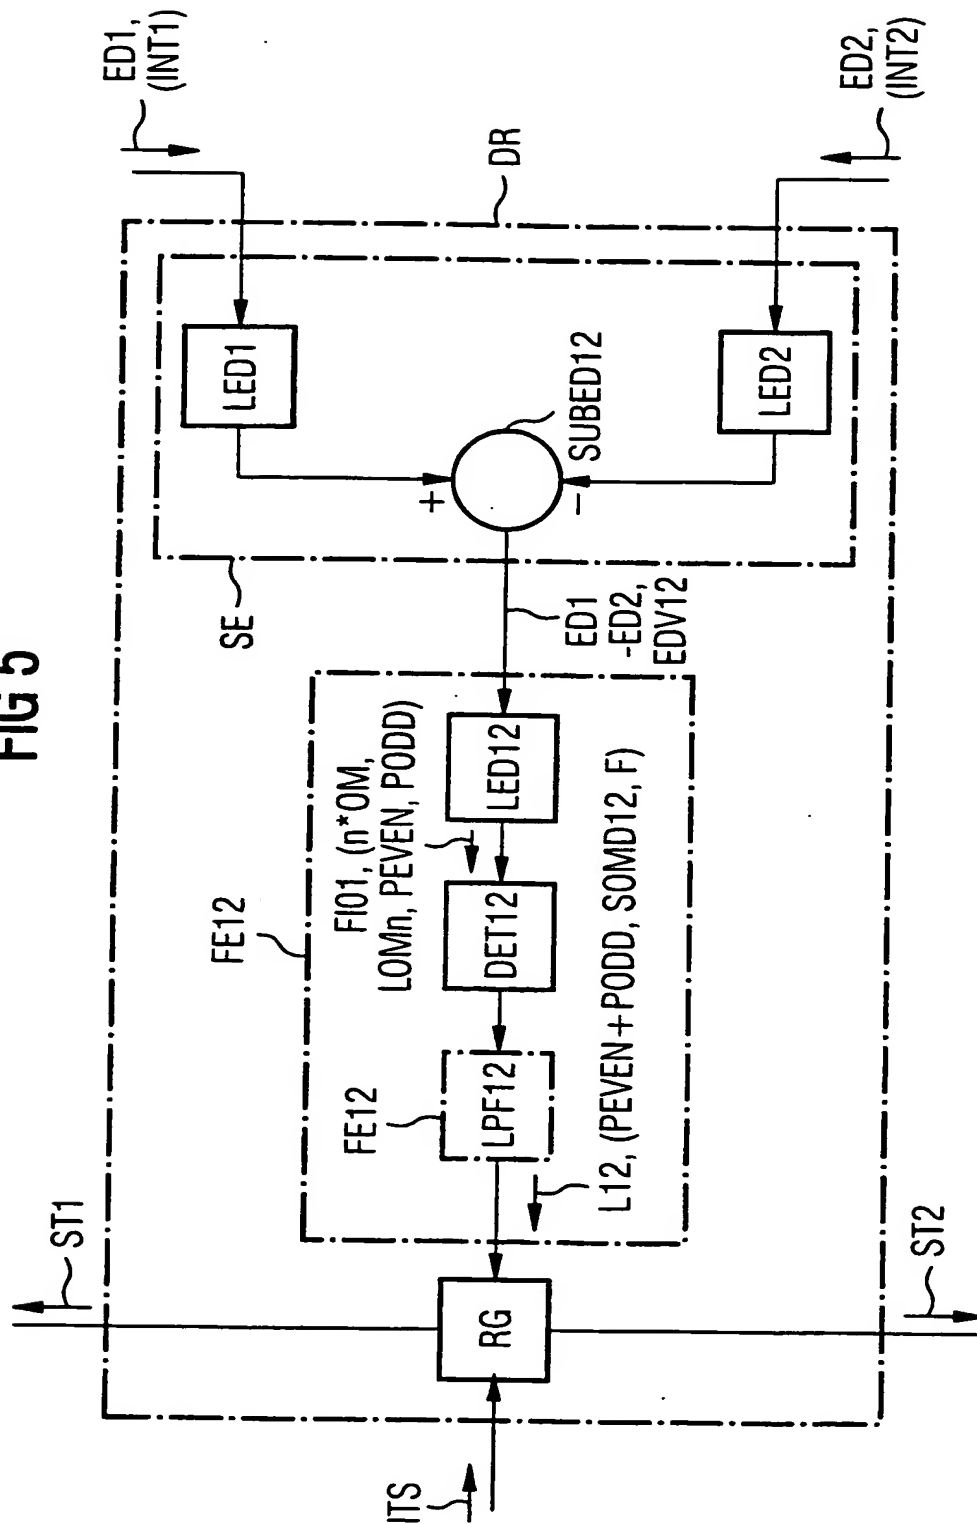 FIG 5
ED1,
(INT1)
ED2,
(INT2)
DR
LED1
LED2
SUBED12
+
-
SE
ED1
-ED2,
EDV12
LED12
FI01, (n*OM,
LOMn, PEVEN, PODD)
DET12
FE12
LPF12
FE12
L12, (PEVEN+PODD, SOMD12, F)
ST1
ST2
RG
ITS